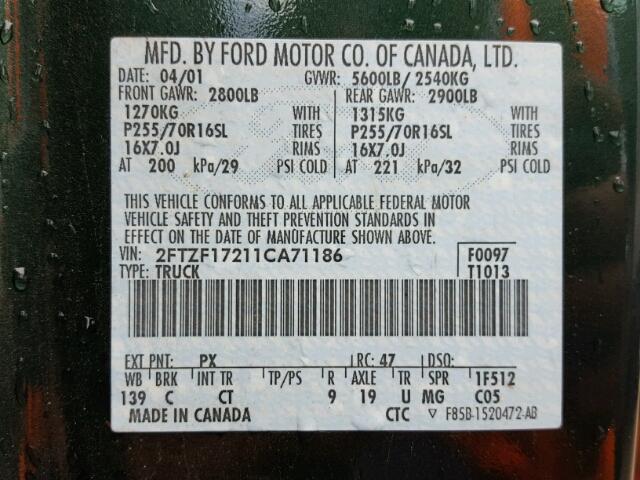 MFD. BY FORD MOTOR CO. OF CANADA, LTD.
DATE: 04/01 GVWR: 5600LB / 2540KG
FRONT GAWR: 2800LB REAR GAWR: 2900LB
1270KG WITH 1315KG WITH
P255/70R16SL TIRES P255/70R16SL TIRES
16X7.0J RIMS 16X7.0J RIMS
AT 200 kPa/29 PSI COLD AT 221 kPa/32 PSI COLD
THIS VEHICLE CONFORMS TO ALL APPLICABLE FEDERAL MOTOR
VEHICLE SAFETY AND THEFT PREVENTION STANDARDS IN
EFFECT ON THE DATE OF MANUFACTURE SHOWN ABOVE.
VIN: 2FTZF17211CA71186 F0097
TYPE: TRUCK T1013
EXT PNT: PX RC: 47 DSO:
WB BRK INT TR TP/PS R AXLE TR SPR 1F512
139 C CT 9 19 U MG C05
MADE IN CANADA CTC ▽ F85B-1520472-AB